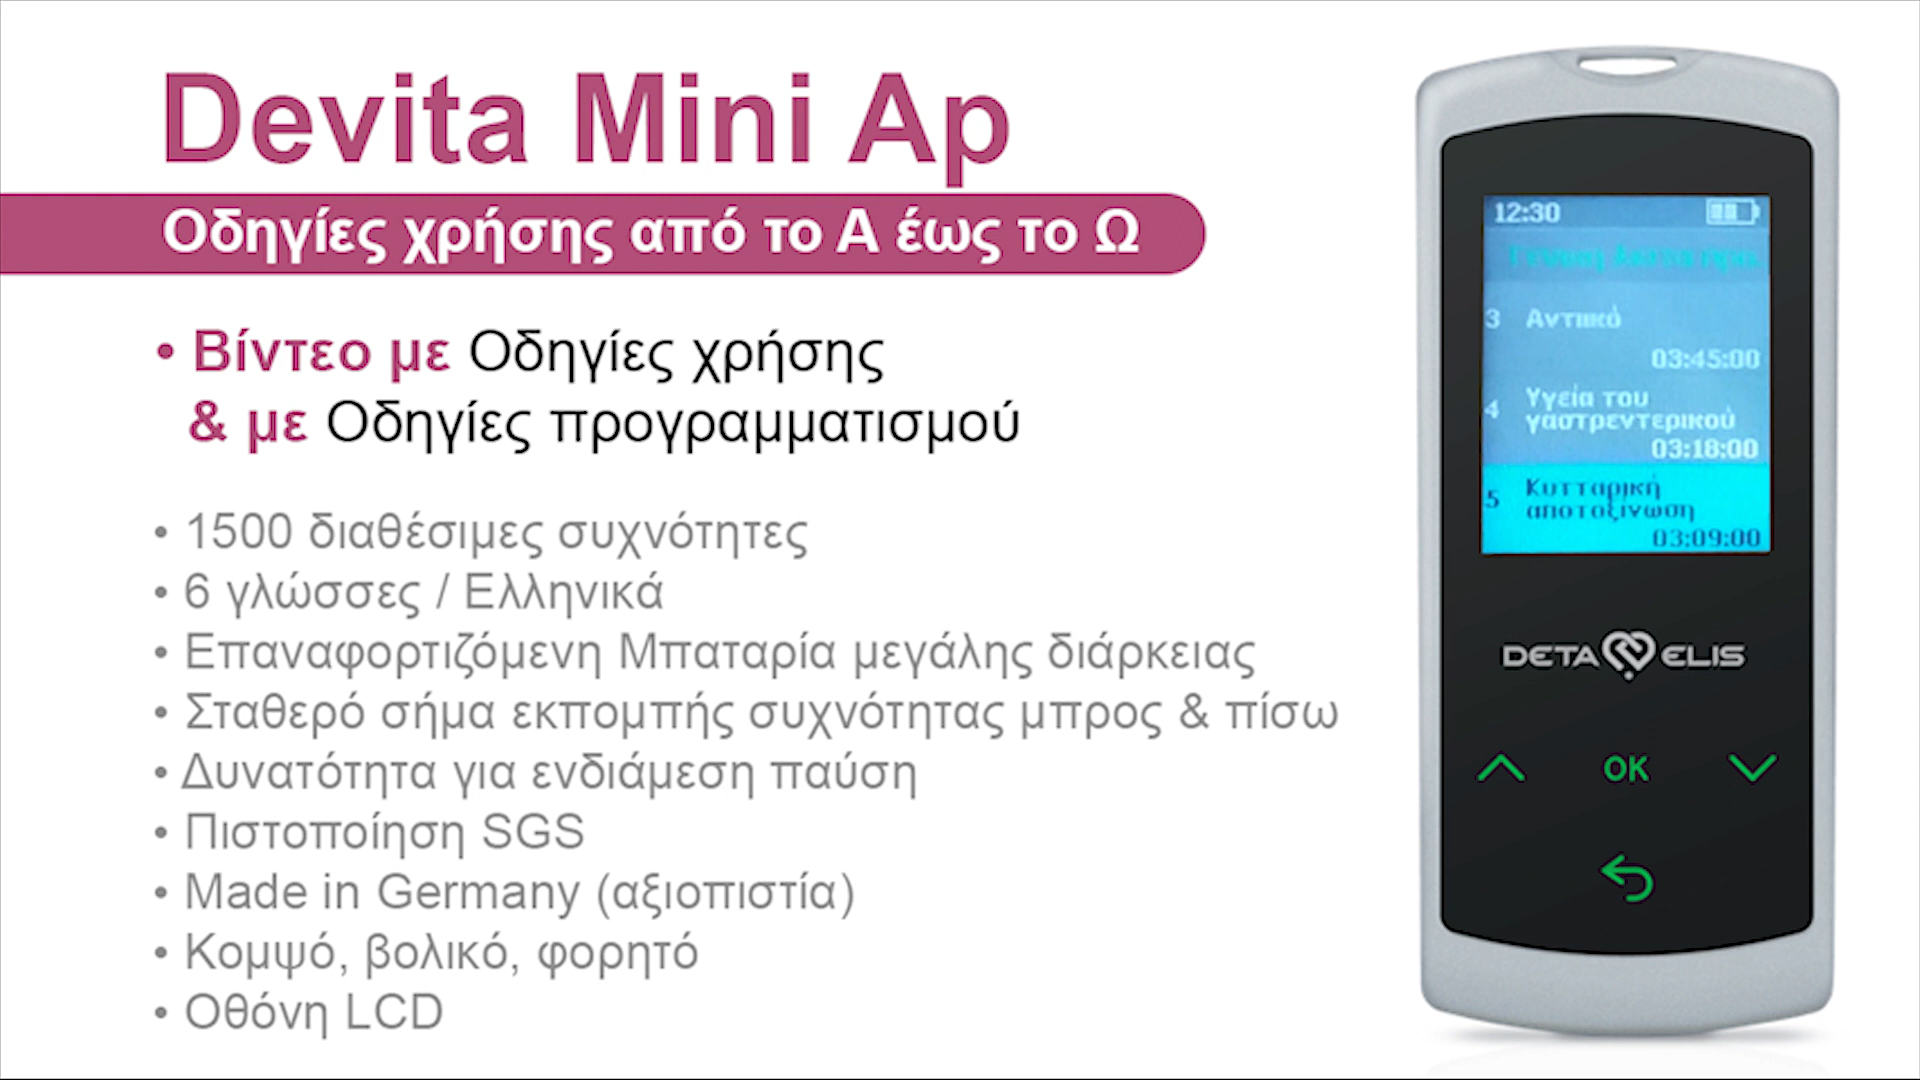 Devita Mini Ap
Οδηγίες χρήσης από το Α έως το Ω
• Βίντεο με Οδηγίες χρήσης
& με Οδηγίες προγραμματισμού
• 1500 διαθέσιμες συχνότητες
• 6 γλώσσες / Ελληνικά
• Επαναφορτιζόμενη Μπαταρία μεγάλης διάρκειας
• Σταθερό σήμα εκπομπής συχνότητας μπρος & πίσω
• Δυνατότητα για ενδιάμεση παύση
• Πιστοποίηση SGS
• Made in Germany (αξιοπιστία)
• Κομψό, βολικό, φορητό
• Οθόνη LCD
12:30
3
03:45:00
4 Υγεία του
γαστρεντερικού
03:18:00
5 Κυτταρική
αποτοξίνωση
03:09:00
DETA ELIS
OK